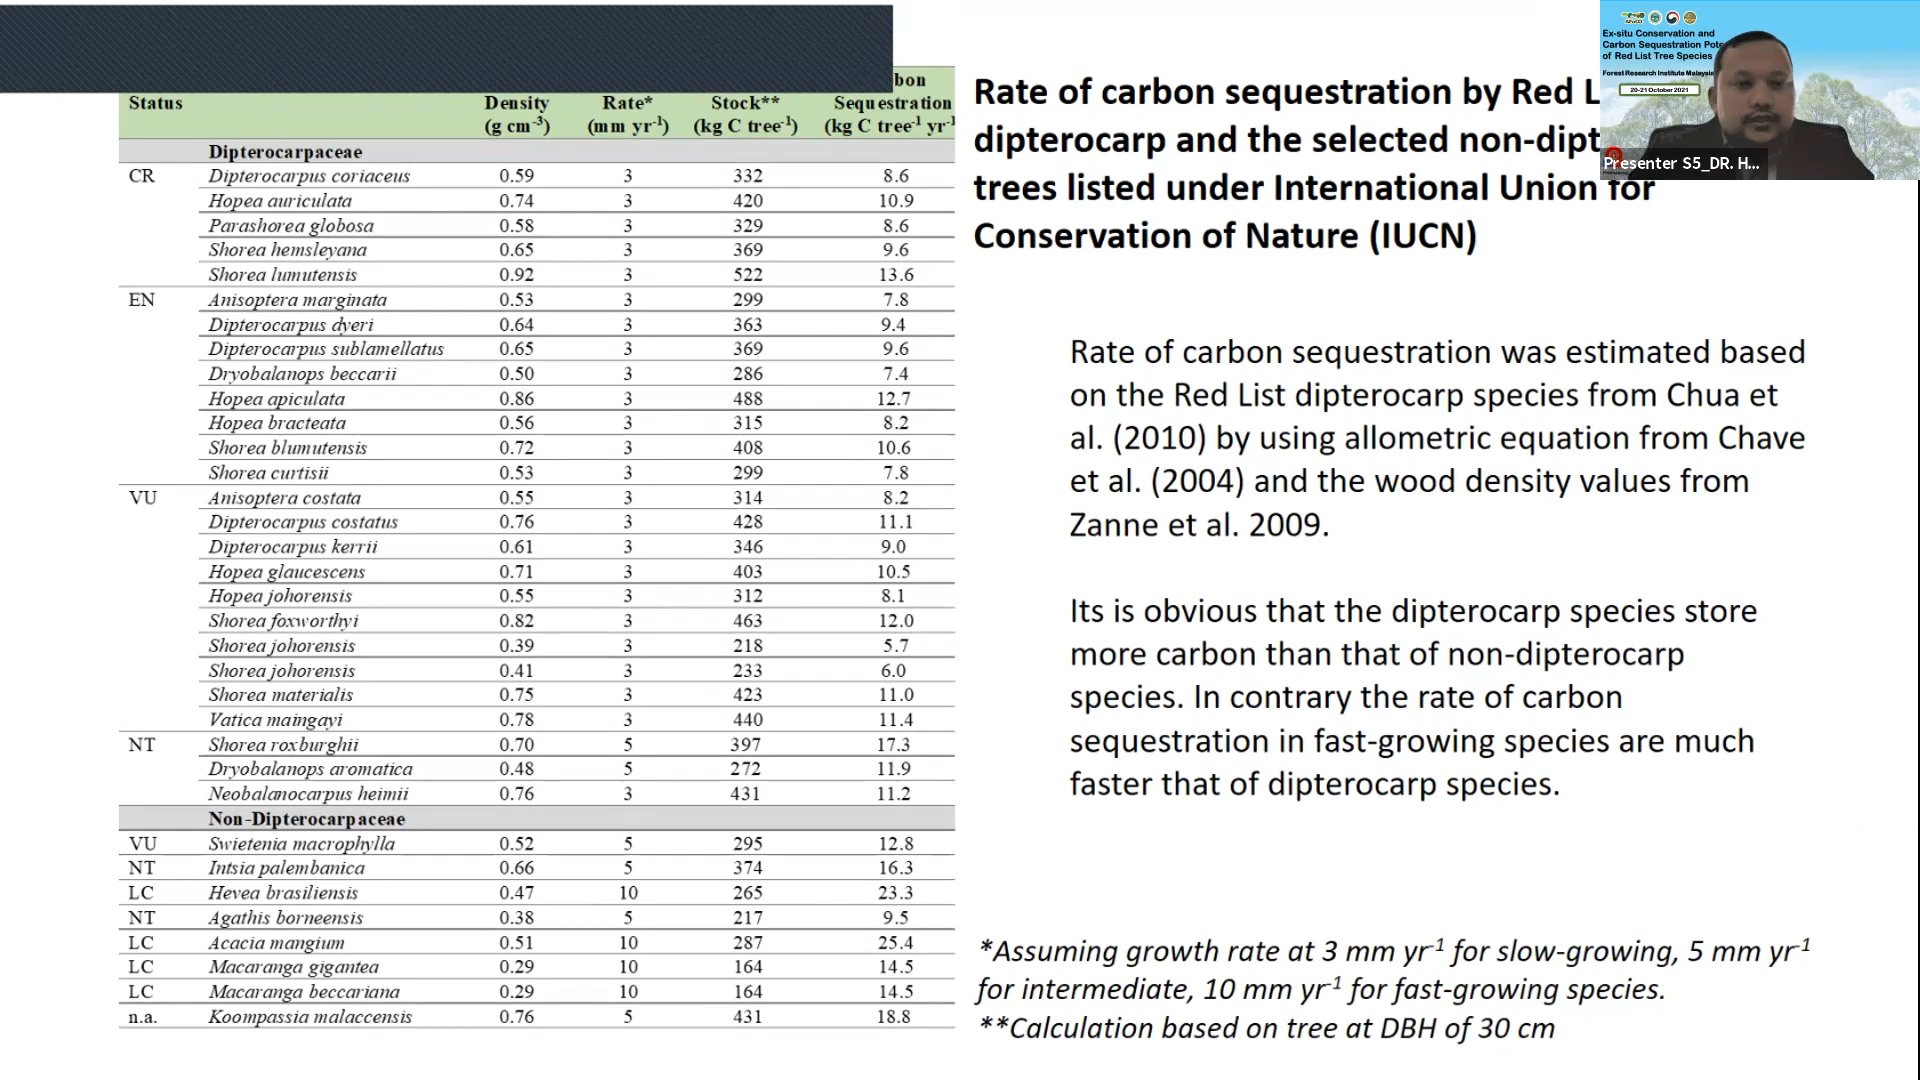 bon
Status Density Rate* Stock** Sequestration
(g cm-3) (mm yr-1) (kg C tree-1) (kg C tree-1 yr-1
Dipterocarpaceae
CR Dipterocarpus coriaceus 0.59 3 332 8.6
Hopea auriculata 0.74 3 420 10.9
Parashorea globosa 0.58 3 329 8.6
Shorea hemsleyana 0.65 3 369 9.6
Shorea lumutensis 0.92 3 522 13.6
EN Anisoptera marginata 0.53 3 299 7.8
Dipterocarpus dyeri 0.64 3 363 9.4
Dipterocarpus sublamellatus 0.65 3 369 9.6
Dryobalanops beccarii 0.50 3 286 7.4
Hopea apiculata 0.86 3 488 12.7
Hopea bracteata 0.56 3 315 8.2
Shorea blumutensis 0.72 3 408 10.6
Shorea curtisii 0.53 3 299 7.8
VU Anisoptera costata 0.55 3 314 8.2
Dipterocarpus costatus 0.76 3 428 11.1
Dipterocarpus kerrii 0.61 3 346 9.0
Hopea glaucescens 0.71 3 403 10.5
Hopea johorensis 0.55 3 312 8.1
Shorea foxworthyi 0.82 3 463 12.0
Shorea johorensis 0.39 3 218 5.7
Shorea johorensis 0.41 3 233 6.0
Shorea materialis 0.75 3 423 11.0
Vatica maingayi 0.78 3 440 11.4
NT Shorea roxburghii 0.70 5 397 17.3
Dryobalanops aromatica 0.48 5 272 11.9
Neobalanocarpus heimii 0.76 3 431 11.2
Non-Dipterocarpaceae
VU Swietenia macrophylla 0.52 5 295 12.8
NT Intsia palembanica 0.66 5 374 16.3
LC Hevea brasiliensis 0.47 10 265 23.3
NT Agathis borneensis 0.38 5 217 9.5
LC Acacia mangium 0.51 10 287 25.4
LC Macaranga gigantea 0.29 10 164 14.5
LC Macaranga beccariana 0.29 10 164 14.5
n.a. Koompassia malaccensis 0.76 5 431 18.8
Rate of carbon sequestration by Red L
dipterocarp and the selected non-dipt
trees listed under International Union for
Conservation of Nature (IUCN)
Rate of carbon sequestration was estimated based
on the Red List dipterocarp species from Chua et
al. (2010) by using allometric equation from Chave
et al. (2004) and the wood density values from
Zanne et al. 2009.
Its is obvious that the dipterocarp species store
more carbon than that of non-dipterocarp
species. In contrary the rate of carbon
sequestration in fast-growing species are much
faster that of dipterocarp species.
*Assuming growth rate at 3 mm yr-1 for slow-growing, 5 mm yr-1
for intermediate, 10 mm yr-1 for fast-growing species.
**Calculation based on tree at DBH of 30 cm
Ex-situ Conservation and
Carbon Sequestration Pote
of Red List Tree Species
Forest Research Institute Malaysia
20-21 October 2021
Presenter S5_DR. H...